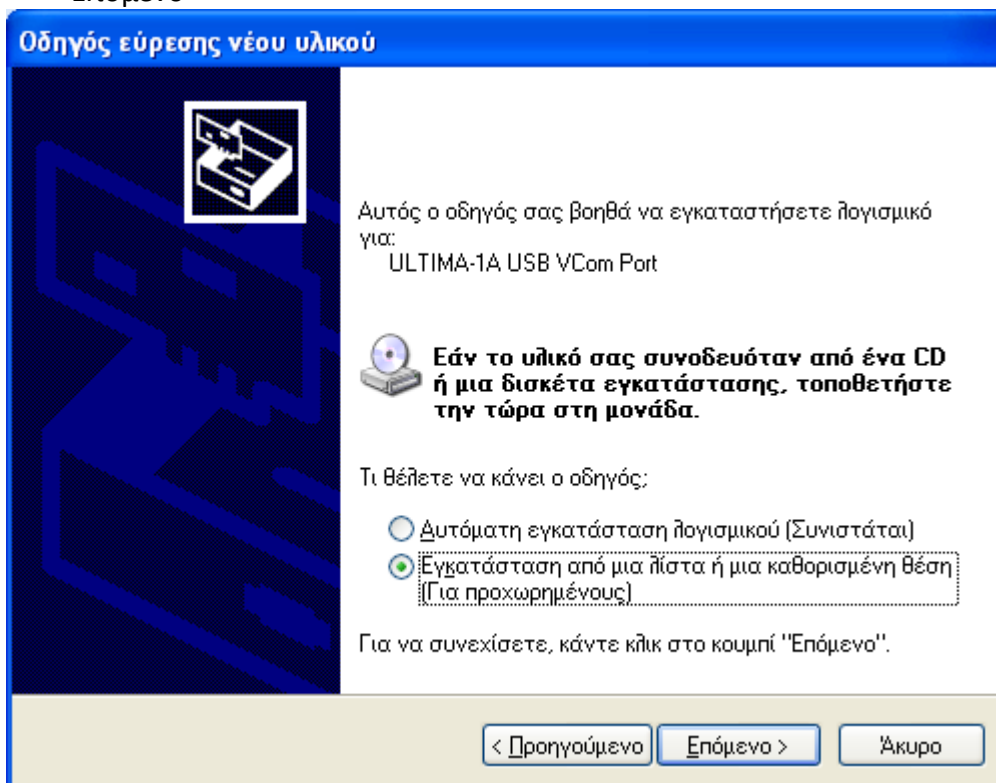 Επόμενο
Οδηγός εύρεσης νέου υλικού
Αυτός ο οδηγός σας βοηθά να εγκαταστήσετε λογισμικό
για:
ULTIMA-1A USB VCom Port
Εάν το υλικό σας συνοδευόταν από ένα CD
ή μια δισκέτα εγκατάστασης, τοποθετήστε
την τώρα στη μονάδα.
Τι θέλετε να κάνει ο οδηγός;
Αυτόματη εγκατάσταση λογισμικού (Συνιστάται)
Εγκατάσταση από μια λίστα ή μια καθορισμένη θέση
(Για προχωρημένους)
Για να συνεχίσετε, κάντε κλικ στο κουμπί "Επόμενο".
< Προηγούμενο Επόμενο > Άκυρο